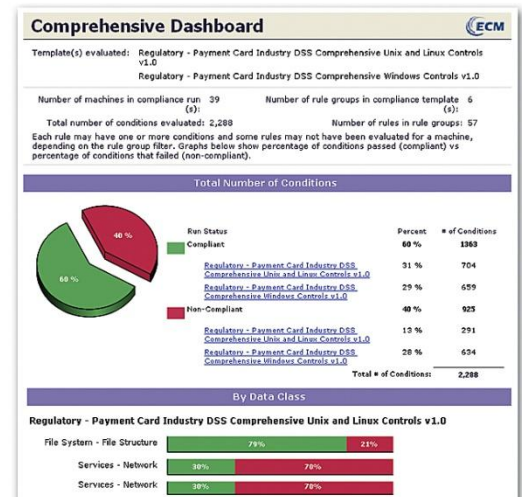 Comprehensive Dashboard
ECM
Template(s) evaluated: Regulatory - Payment Card Industry DSS Comprehensive Unix and Linux Controls
v1.0
Regulatory - Payment Card Industry DSS Comprehensive Windows Controls v1.0
Number of machines in compliance run 39 Number of rule groups in compliance template 6
(s): (s):
Total number of conditions evaluated: 2,288 Number of rules in rule groups: 57
Each rule may have one or more conditions and some rules may not have been evaluated for a machine,
depending on the rule group filter. Graphs below show percentage of conditions passed (compliant) vs
percentage of conditions that failed (non-compliant).
Total Number of Conditions
40 %
60 %
Run Status Percent # of Conditions
Compliant 60 % 1363
Regulatory - Payment Card Industry DSS 31 % 704
Comprehensive Unix and Linux Controls v1.0
Regulatory - Payment Card Industry DSS 29 % 659
Comprehensive Windows Controls v1.0
Non-Compliant 40 % 925
Regulatory - Payment Card Industry DSS 13 % 291
Comprehensive Unix and Linux Controls v1.0
Regulatory - Payment Card Industry DSS 28 % 634
Comprehensive Windows Controls v1.0
Total # of Conditions: 2,288
By Data Class
Regulatory - Payment Card Industry DSS Comprehensive Unix and Linux Controls v1.0
File System - File Structure 79% 21%
Services - Network 30% 70%
Services - Network 30% 70%